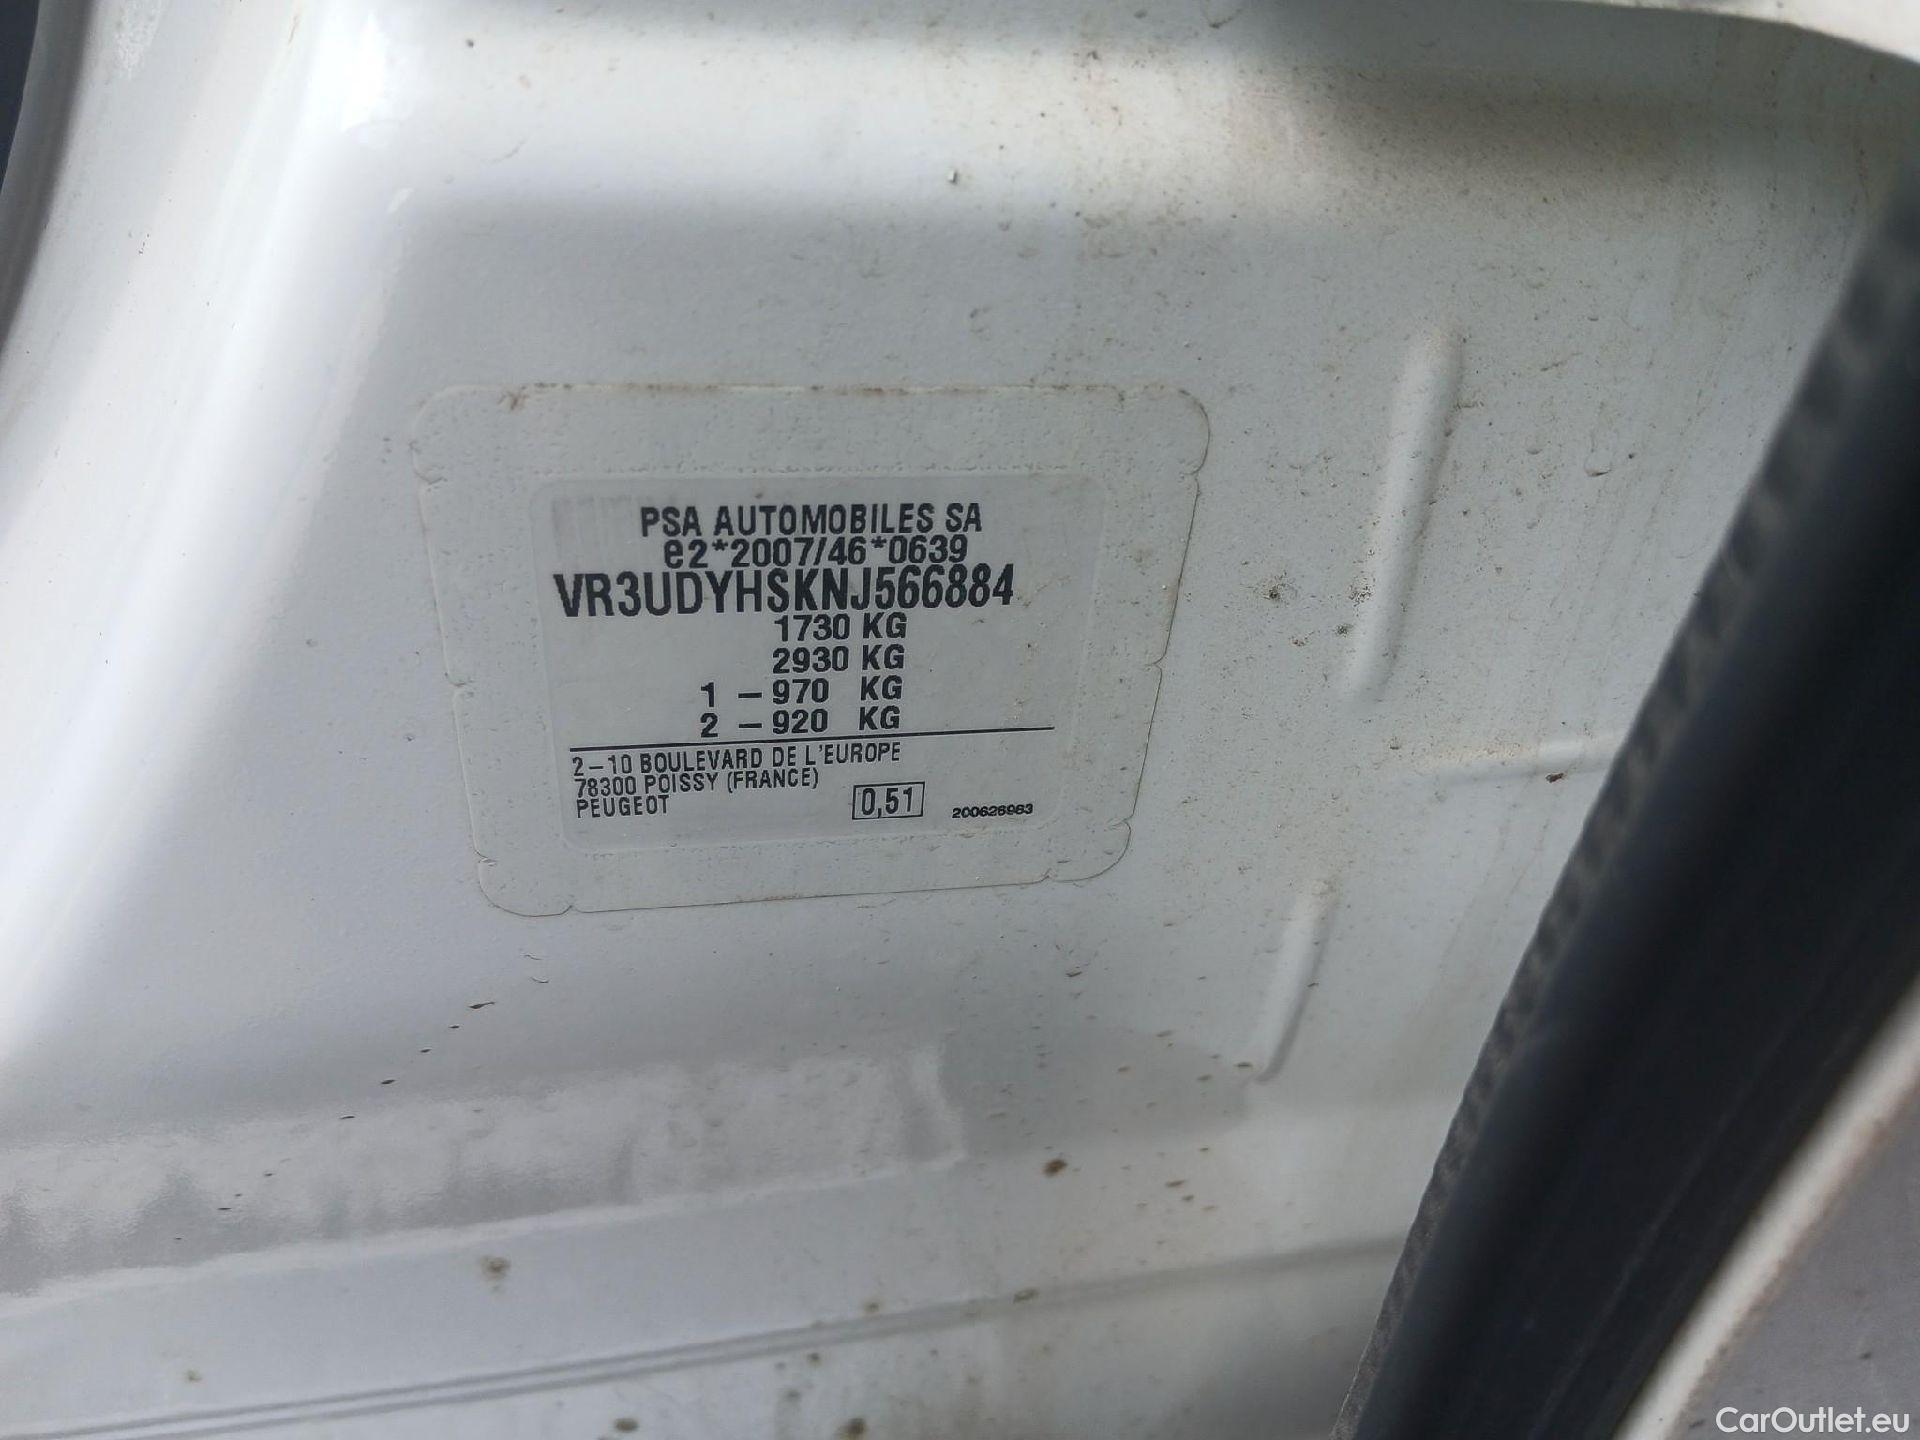 PSA AUTOMOBILES SA
e2*2007/46*0639
VR3UDYHSKNJ566884
1730 KG
2930 KG
1 – 970 KG
2 – 920 KG
2–10 BOULEVARD DE L'EUROPE
78300 POISSY (FRANCE)
PEUGEOT
0,51
200626963
CarOutlet.eu